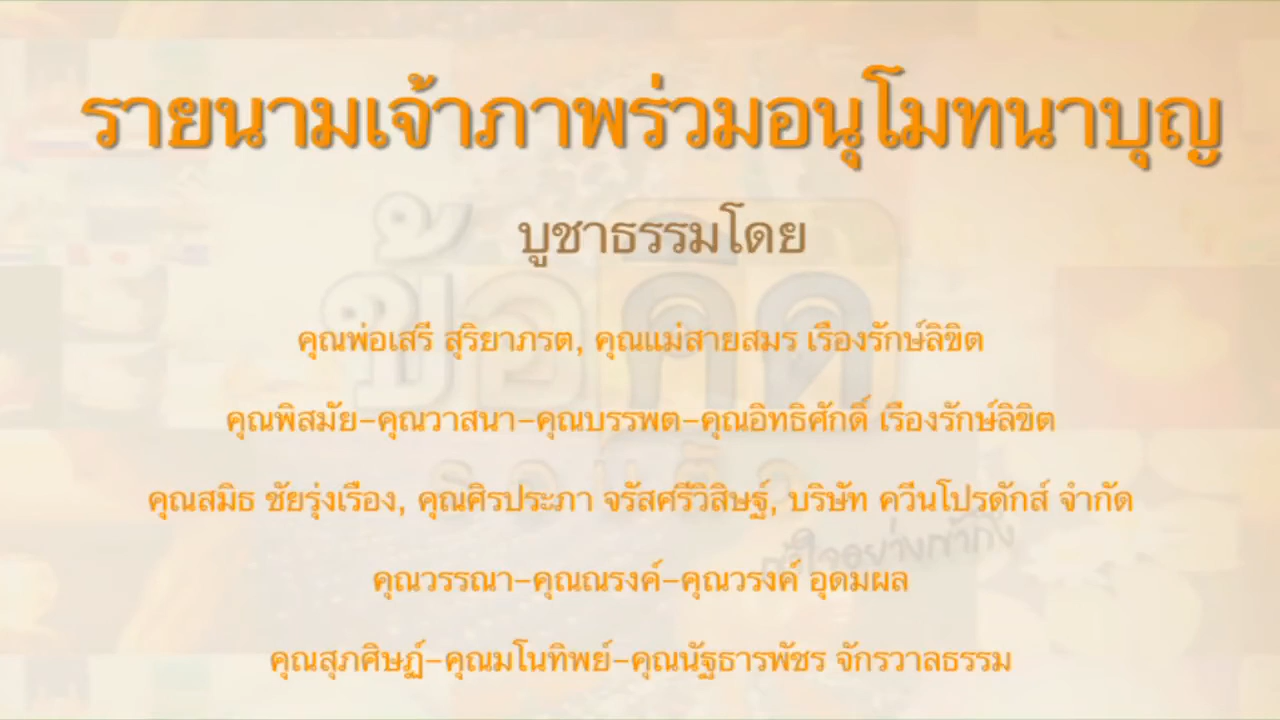 รายนามเจ้าภาพร่วมอนุโมทนาบุญ
บูชาธรรมโดย
คุณพ่อเสรี สุริยาภรต, คุณแม่สายสมร เรืองรักษ์ลิขิต
คุณพิสมัย-คุณวาสนา-คุณบรรพต-คุณอิทธิศักดิ์ เรืองรักษ์ลิขิต
คุณสมิธ ชัยรุ่งเรือง, คุณศิรประภา จรัสศรีวิสิษฐ์, บริษัท ควีนโปรดักส์ จำกัด
คุณวรรณา-คุณณรงค์-คุณวรงค์ อุดมผล
คุณสุภศิษฏ์-คุณมโนทิพย์-คุณนัฐธารพัชร จักรวาลธรรม
ข้อคิด
รอบตัว